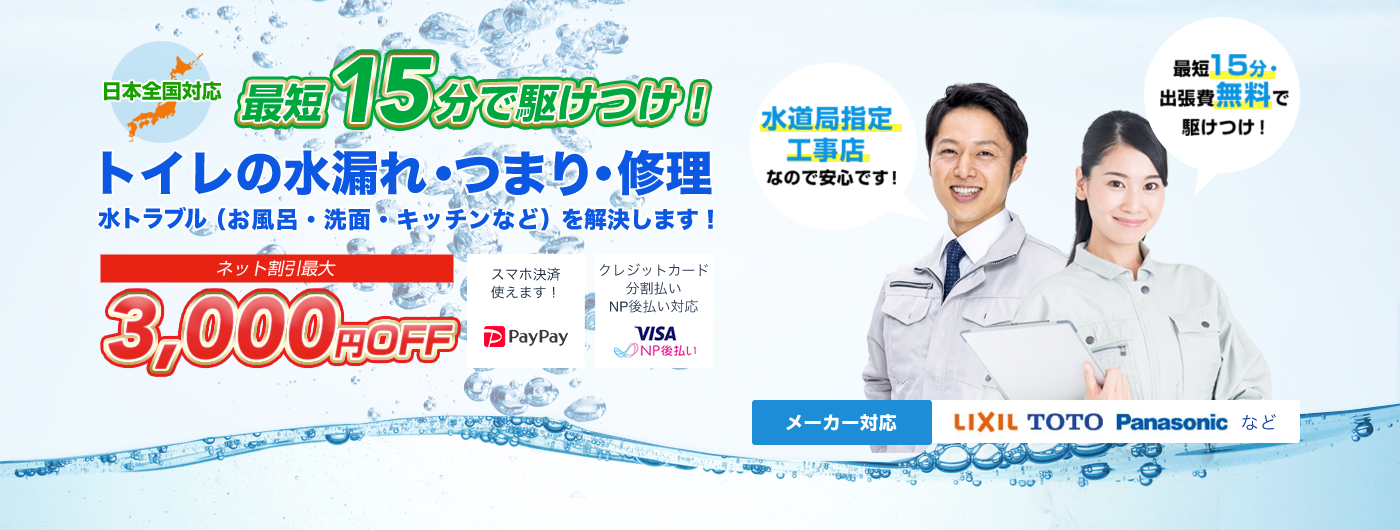 日本全国対応
最短15分で駆けつけ！
トイレの水漏れ・つまり・修理
水トラブル（お風呂・洗面・キッチンなど）を解決します！
ネット割引最大
3,000円OFF
スマホ決済
使えます！
PayPay
クレジットカード
分割払い
NP後払い対応
VISA
NP後払い
水道局指定
工事店
なので安心です！
最短15分・
出張費無料で
駆けつけ！
メーカー対応
LIXIL TOTO Panasonic など